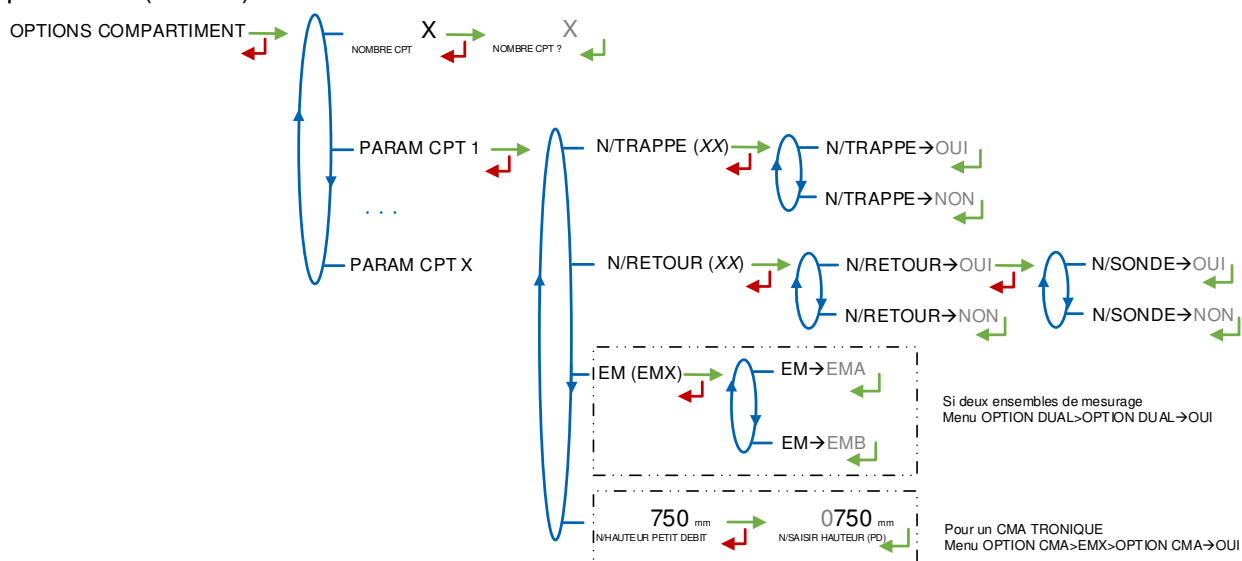 OPTIONS COMPARTIMENT
X
NOMBRE CPT
X
NOMBRE CPT ?
PARAM CPT 1
N/TRAPPE (XX)
N/TRAPPE→OUI
N/TRAPPE→NON
. . .
PARAM CPT X
N/RETOUR (XX)
N/RETOUR→OUI
N/SONDE→OUI
N/RETOUR→NON
N/SONDE→NON
EM (EMX)
EM→EMA
EM→EMB
Si deux ensembles de mesurage
Menu OPTION DUAL>OPTION DUAL→OUI
750 mm
N/HAUTEUR PETIT DEBIT
0750 mm
N/SAISIR HAUTEUR (PD)
Pour un CMA TRONIQUE
Menu OPTION CMA>EMX>OPTION CMA→OUI